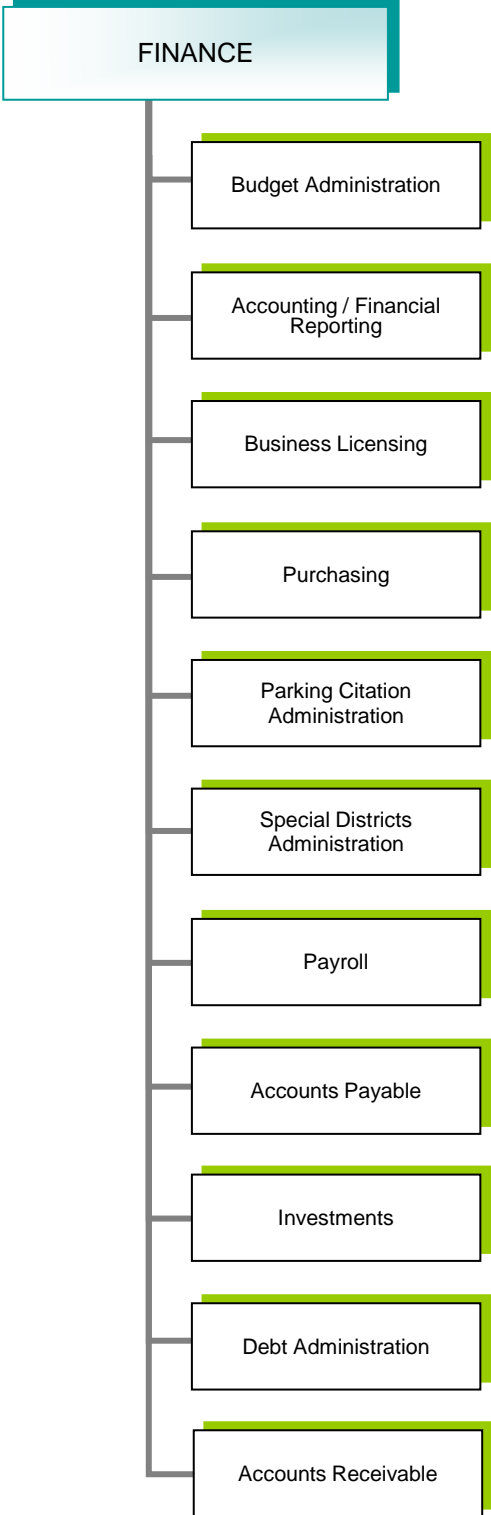 FINANCE
Budget Administration
Accounting / Financial
Reporting
Business Licensing
Purchasing
Parking Citation
Administration
Special Districts
Administration
Payroll
Accounts Payable
Investments
Debt Administration
Accounts Receivable